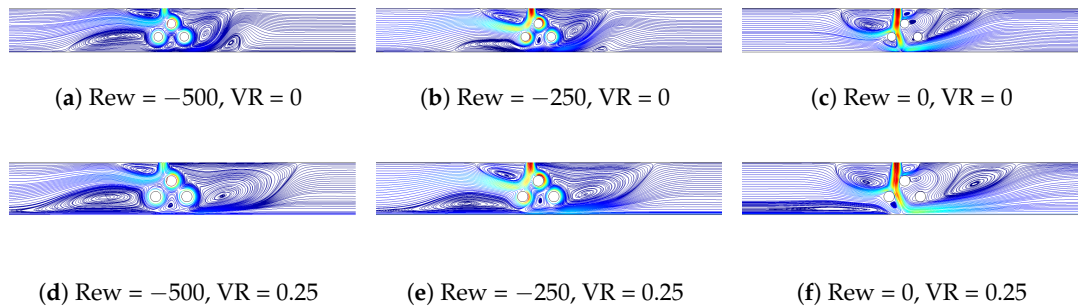 (a) Rew = −500, VR = 0
(b) Rew = −250, VR = 0
(c) Rew = 0, VR = 0
(d) Rew = −500, VR = 0.25
(e) Rew = −250, VR = 0.25
(f) Rew = 0, VR = 0.25